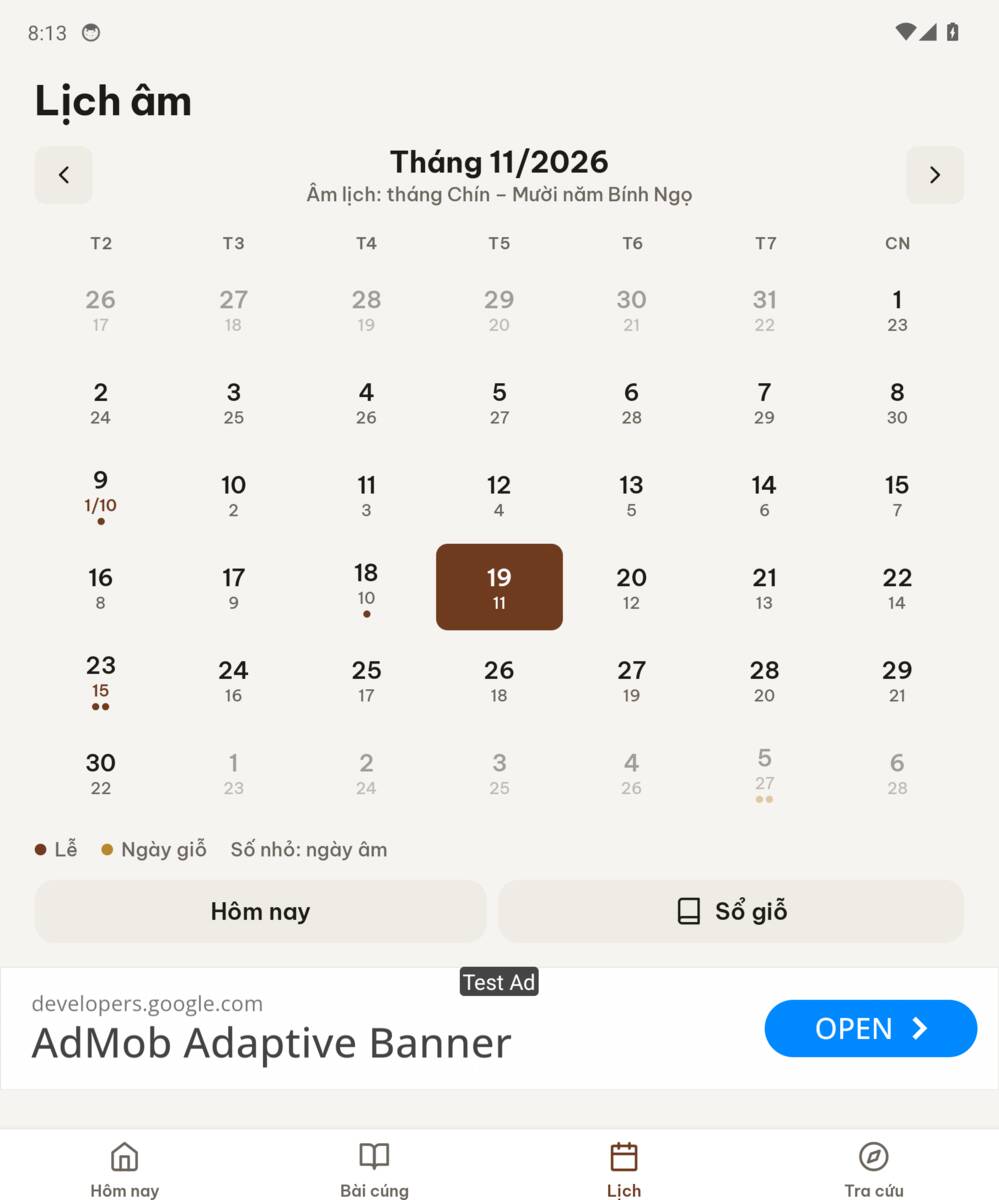 8:13
Lịch âm
Tháng 11/2026
Âm lịch: tháng Chín – Mười năm Bính Ngọ
T2 T3 T4 T5 T6 T7 CN
26 27 28 29 30 31 1
17 18 19 20 21 22 23
2 3 4 5 6 7 8
24 25 26 27 28 29 30
9 10 11 12 13 14 15
1/10 2 3 4 5 6 7
16 17 18 19 20 21 22
8 9 10 11 12 13 14
23 24 25 26 27 28 29
15 16 17 18 19 20 21
30 1 2 3 4 5 6
22 23 24 25 26 27 28
Lễ Ngày giỗ Số nhỏ: ngày âm
Hôm nay Sổ giỗ
Test Ad
developers.google.com
AdMob Adaptive Banner
OPEN
Hôm nay Bài cúng Lịch Tra cứu